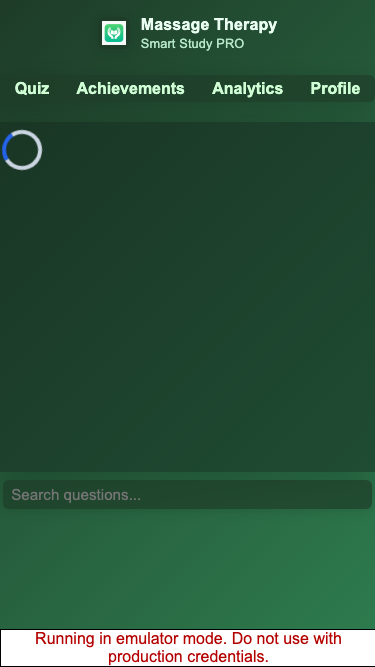 Massage Therapy
Smart Study PRO
Quiz Achievements Analytics Profile
Search questions...
Running in emulator mode. Do not use with
production credentials.